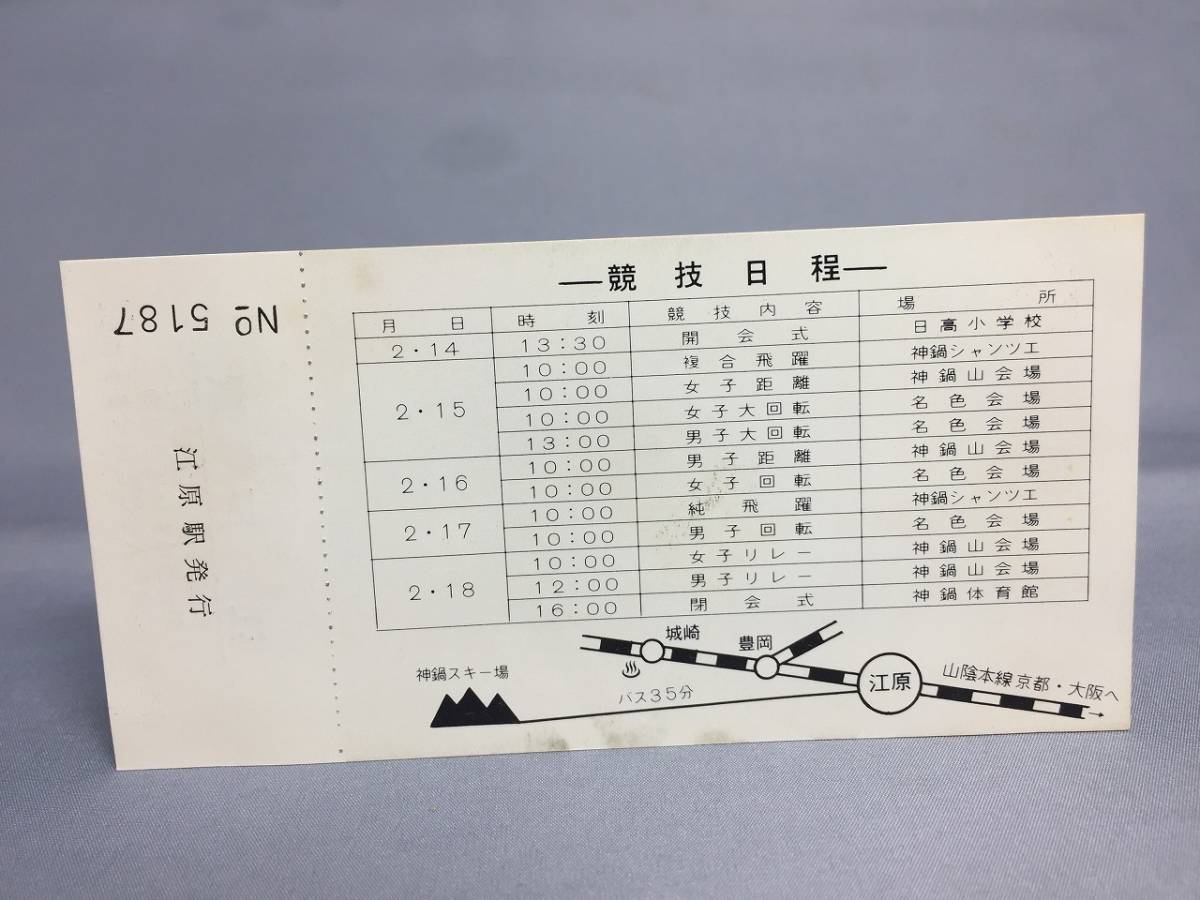 № 5187
江原駅発行
―競技日程―
月日 時刻 競技内容 場所
2・14 13:30 開会式 日高小学校
2・15 10:00 複合飛躍 神鍋シャンツェ
10:00 女子距離 神鍋山会場
10:00 女子大回転 名色会場
13:00 男子大回転 名色会場
2・16 10:00 男子距離 神鍋山会場
10:00 女子回転 名色会場
2・17 10:00 純飛躍 神鍋シャンツェ
10:00 男子回転 名色会場
2・18 10:00 女子リレー 神鍋山会場
12:00 男子リレー 神鍋山会場
16:00 閉会式 神鍋体育館
城崎
豊岡
神鍋スキー場
バス35分
江原
山陰本線京都・大阪へ